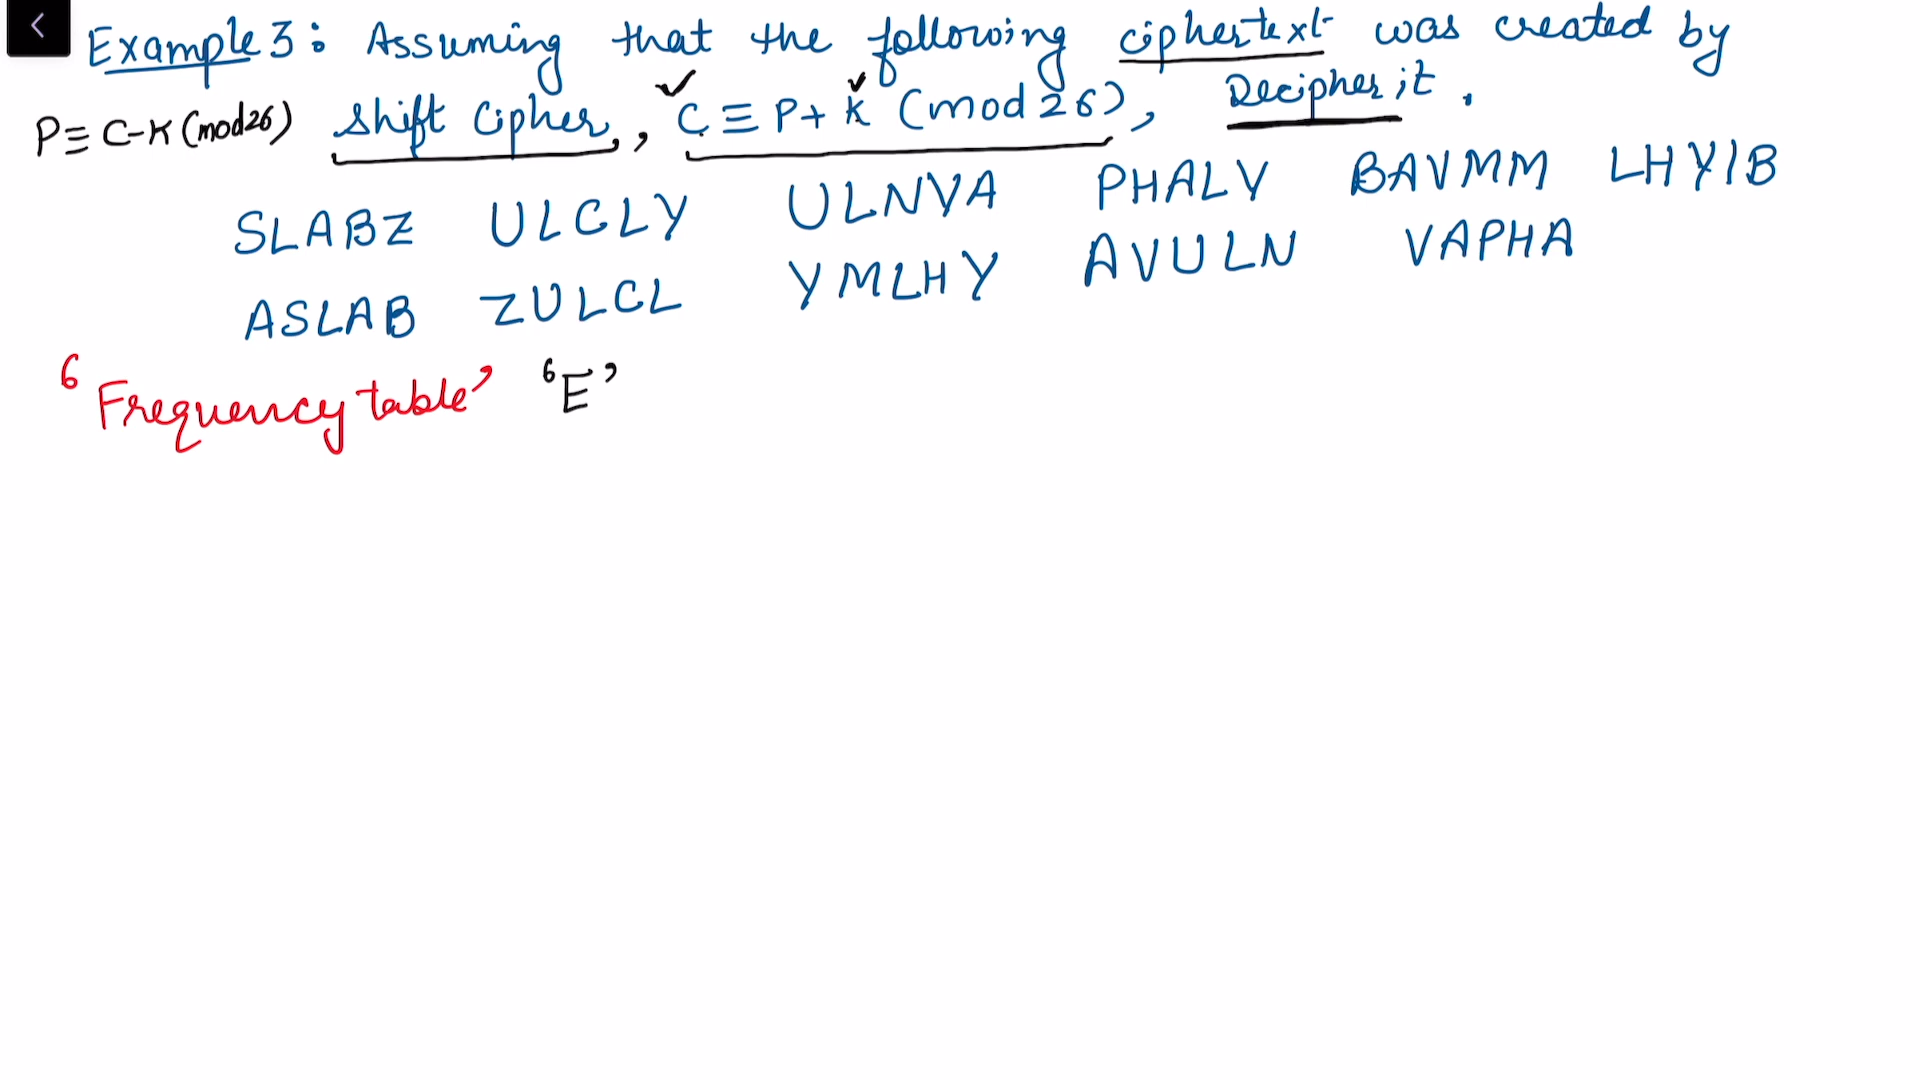 Example 3: Assuming that the following ciphertext was created by
P ≡ C-K (mod 26) Shift Cipher, , C ≡ P + K (mod 26), Decipher it.
SLABZ ULCLY ULNVA PHALV BAVMM LHYIB
ASLAB ZULCL YMLHY AVULN VAPHA
‘Frequency table’ ‘E’